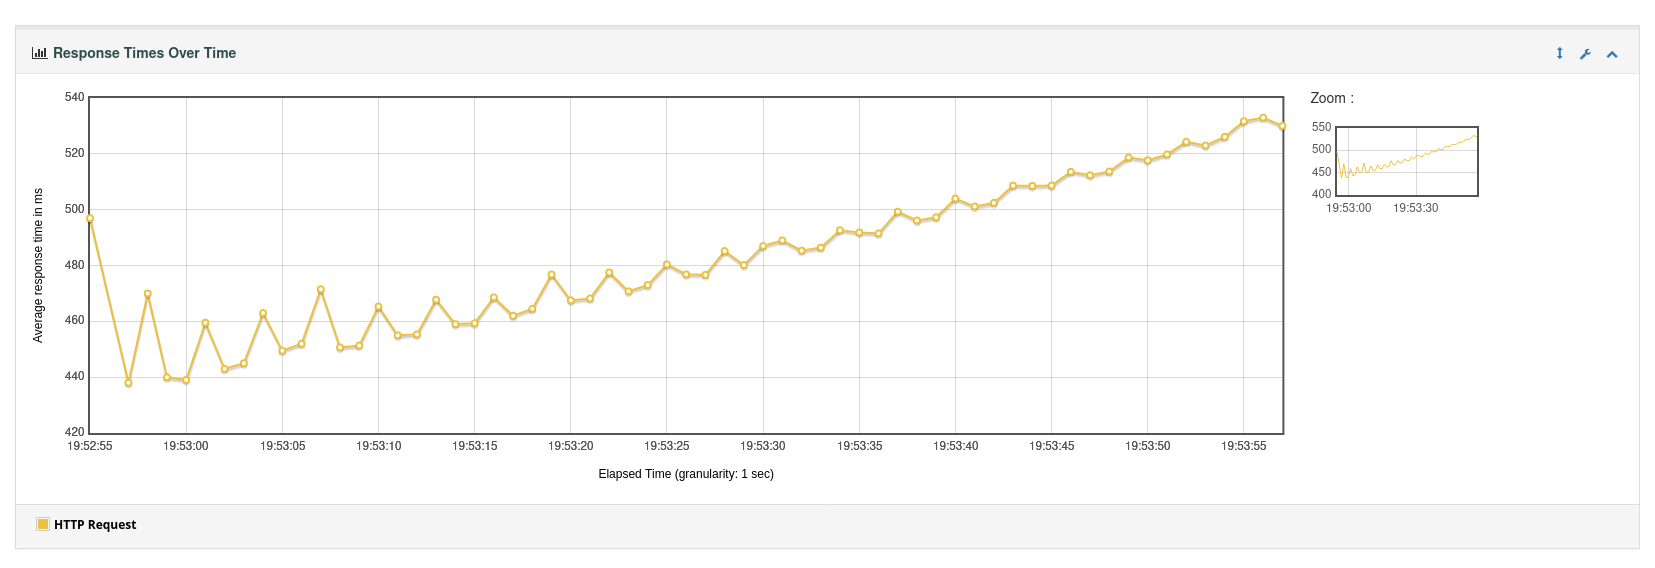 Response Times Over Time
Zoom :
540
520
500
480
460
440
420
Average response time in ms
19:52:55 19:53:00 19:53:05 19:53:10 19:53:15 19:53:20 19:53:25 19:53:30 19:53:35 19:53:40 19:53:45 19:53:50 19:53:55
Elapsed Time (granularity: 1 sec)
550
500
450
400
19:53:00 19:53:30
HTTP Request